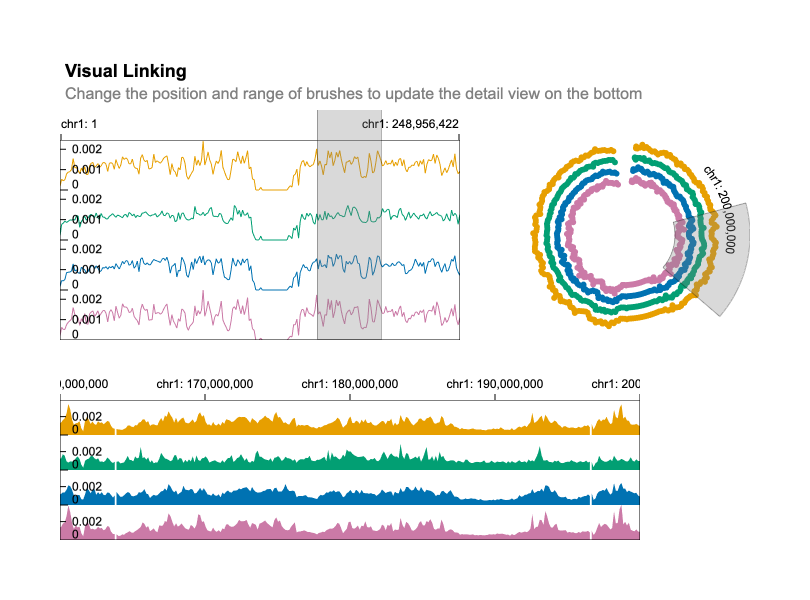 Visual Linking
Change the position and range of brushes to update the detail view on the bottom
chr1: 1
chr1: 248,956,422
0.002
0.001
0
0.002
0.001
0
0.002
0.001
0
0.002
0.001
0
chr1: 200,000,000
0,000,000
chr1: 170,000,000
chr1: 180,000,000
chr1: 190,000,000
chr1: 200
0.002
0
0.002
0
0.002
0
0.002
0